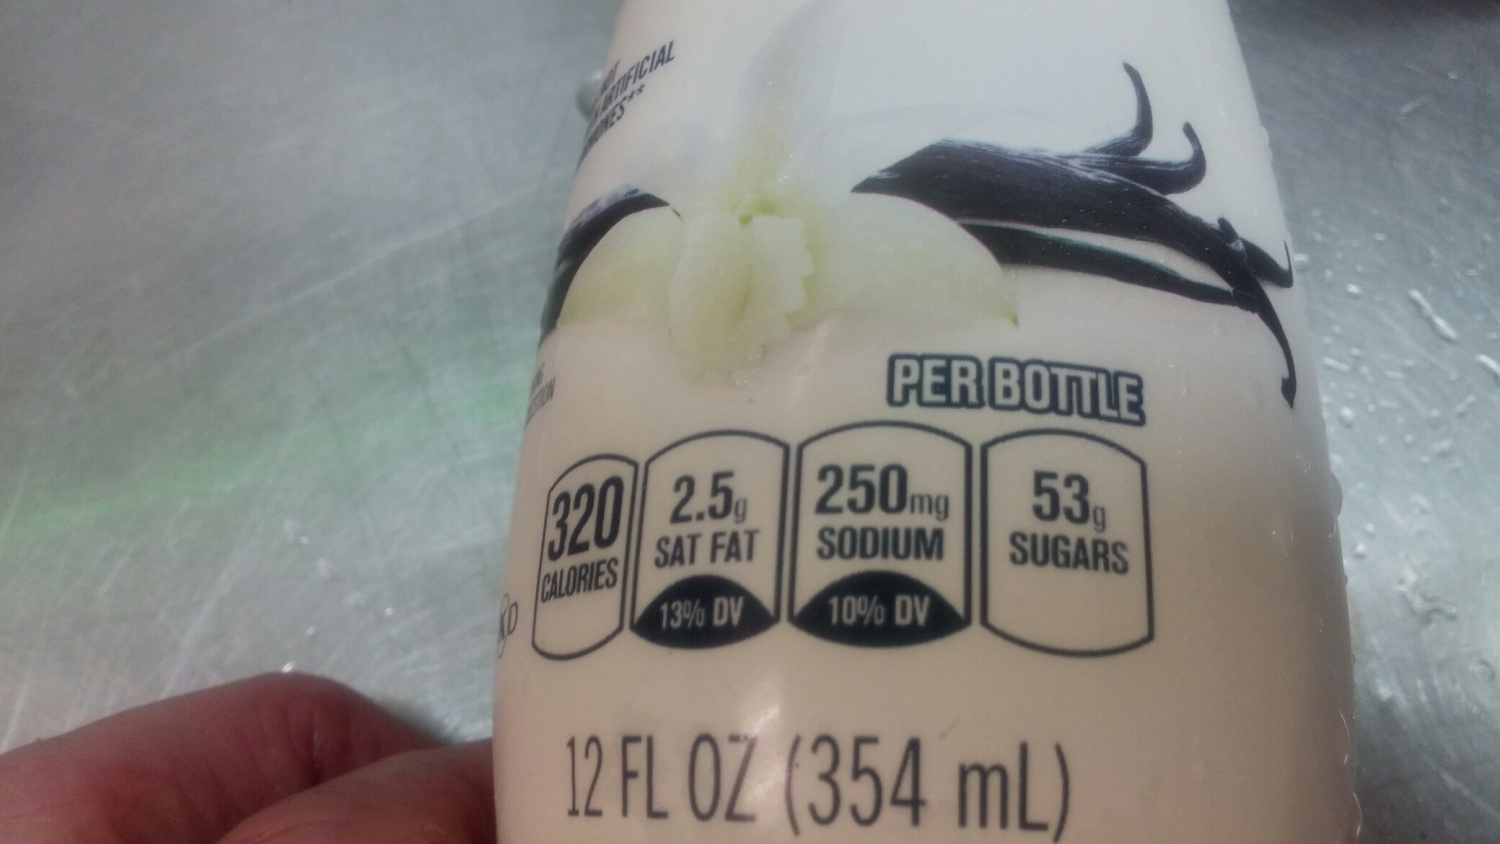 ARTIFICIAL
PER BOTTLE
320
CALORIES
2.5g
SAT FAT
13% DV
250mg
SODIUM
10% DV
53g
SUGARS
KD
12 FL OZ (354 mL)